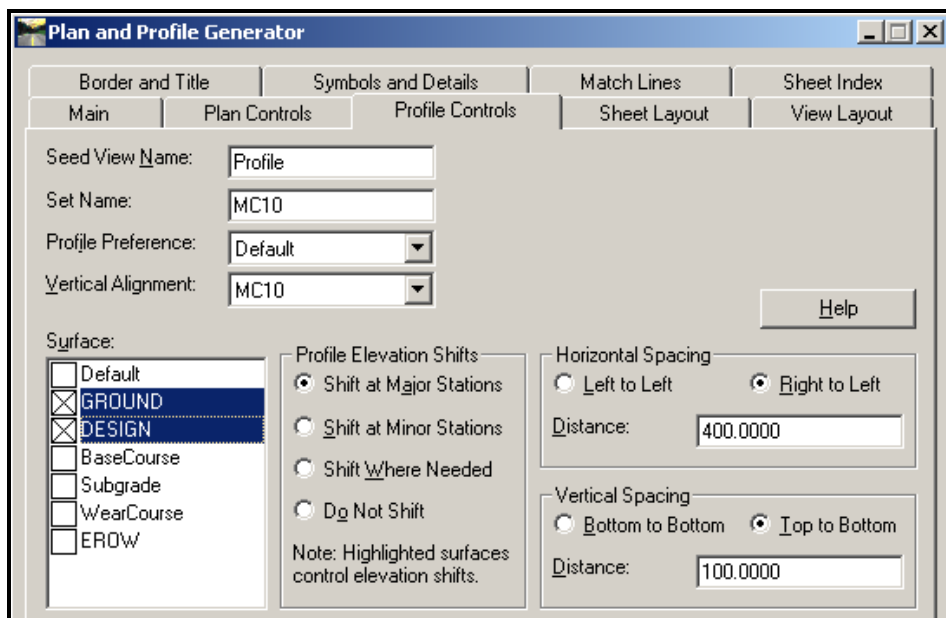 Plan and Profile Generator
Border and Title Symbols and Details Match Lines Sheet Index
Main Plan Controls Profile Controls Sheet Layout View Layout
Seed View Name: Profile
Set Name: MC10
Profile Preference: Default
Vertical Alignment: MC10
Help
Surface:
Default
GROUND
DESIGN
BaseCourse
Subgrade
WearCourse
EROW
Profile Elevation Shifts
Shift at Major Stations
Shift at Minor Stations
Shift Where Needed
Do Not Shift
Note: Highlighted surfaces
control elevation shifts.
Horizontal Spacing
Left to Left Right to Left
Distance: 400.0000
Vertical Spacing
Bottom to Bottom Top to Bottom
Distance: 100.0000